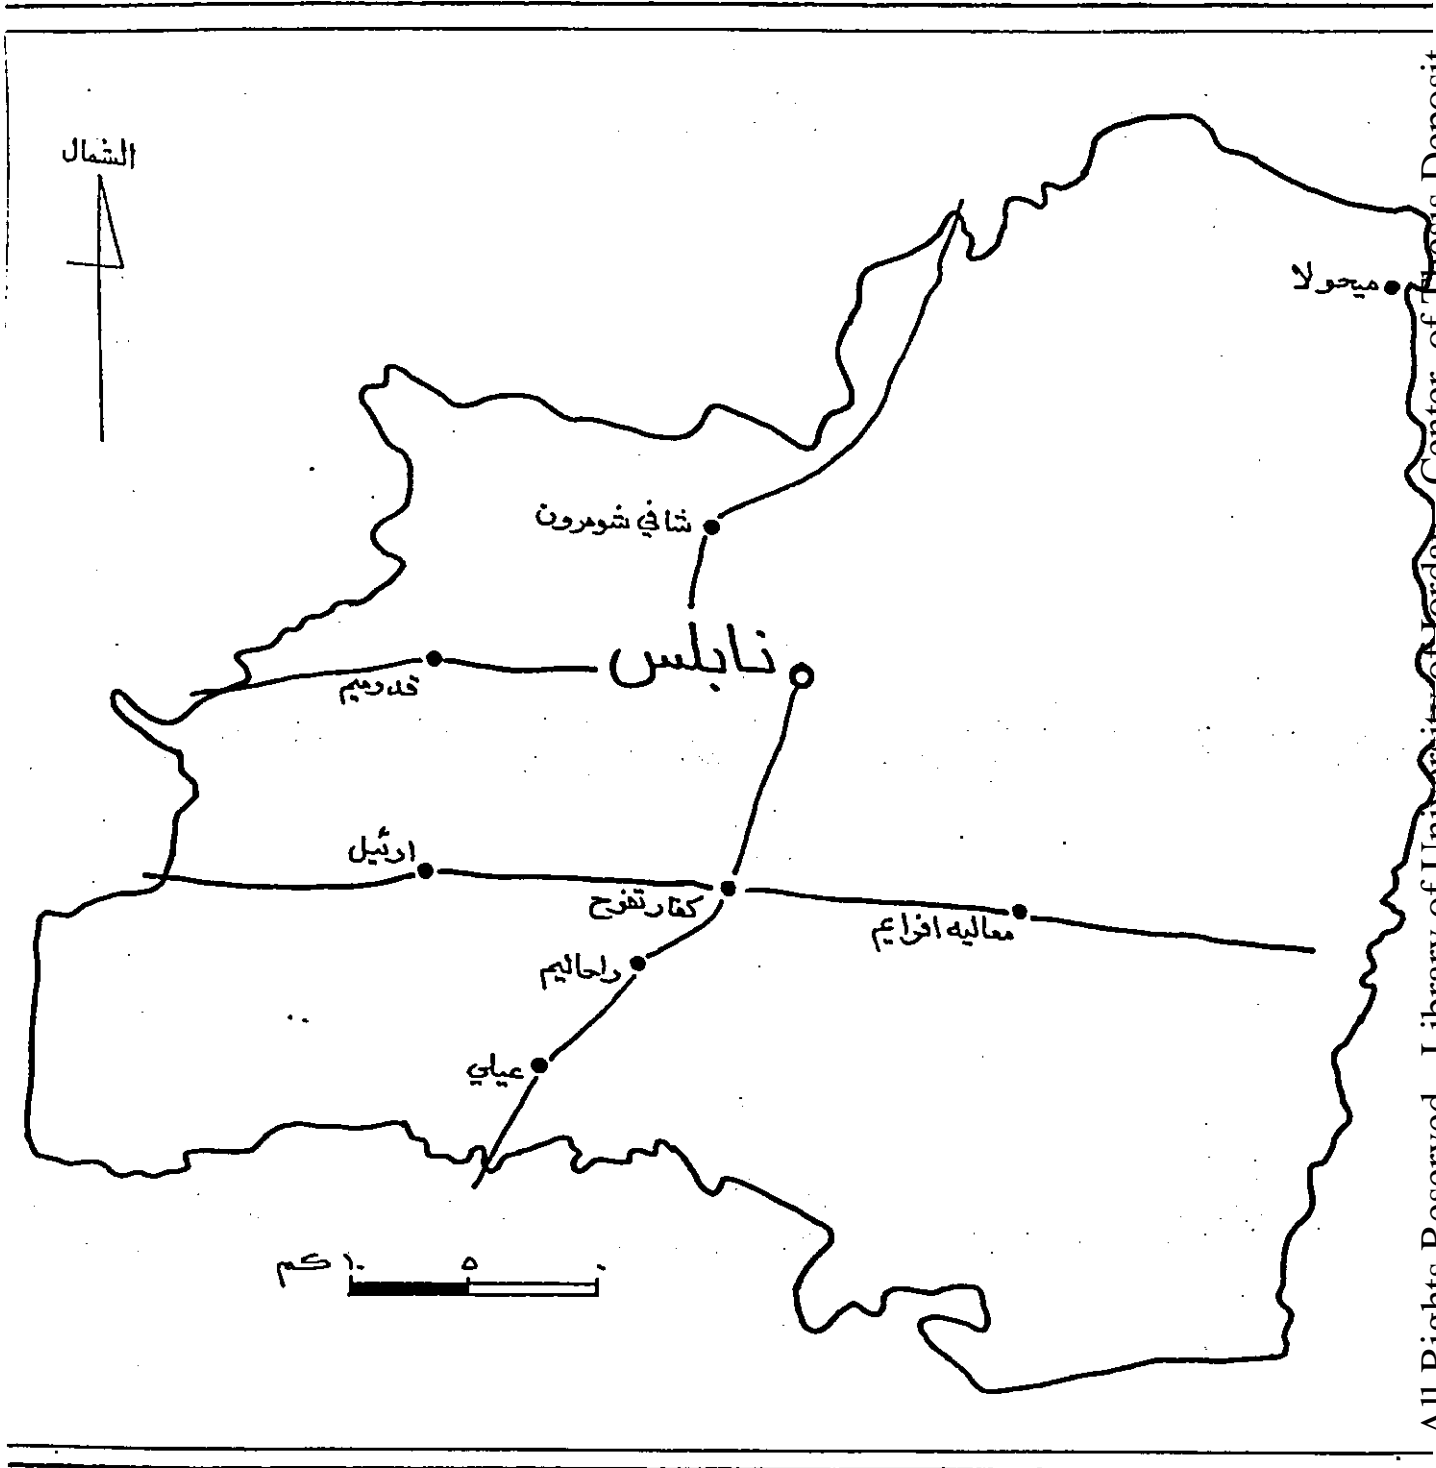 الشمال
ميحولا
شافي شومرون
نابلس
قدوميم
ارئيل
كفار تفوح
معاليه افرايم
راحاليم
عيلي
٠ ٥ ١٠ كم
All Rights Reserved - Library of University of Jordan - Center of Thesis Deposit